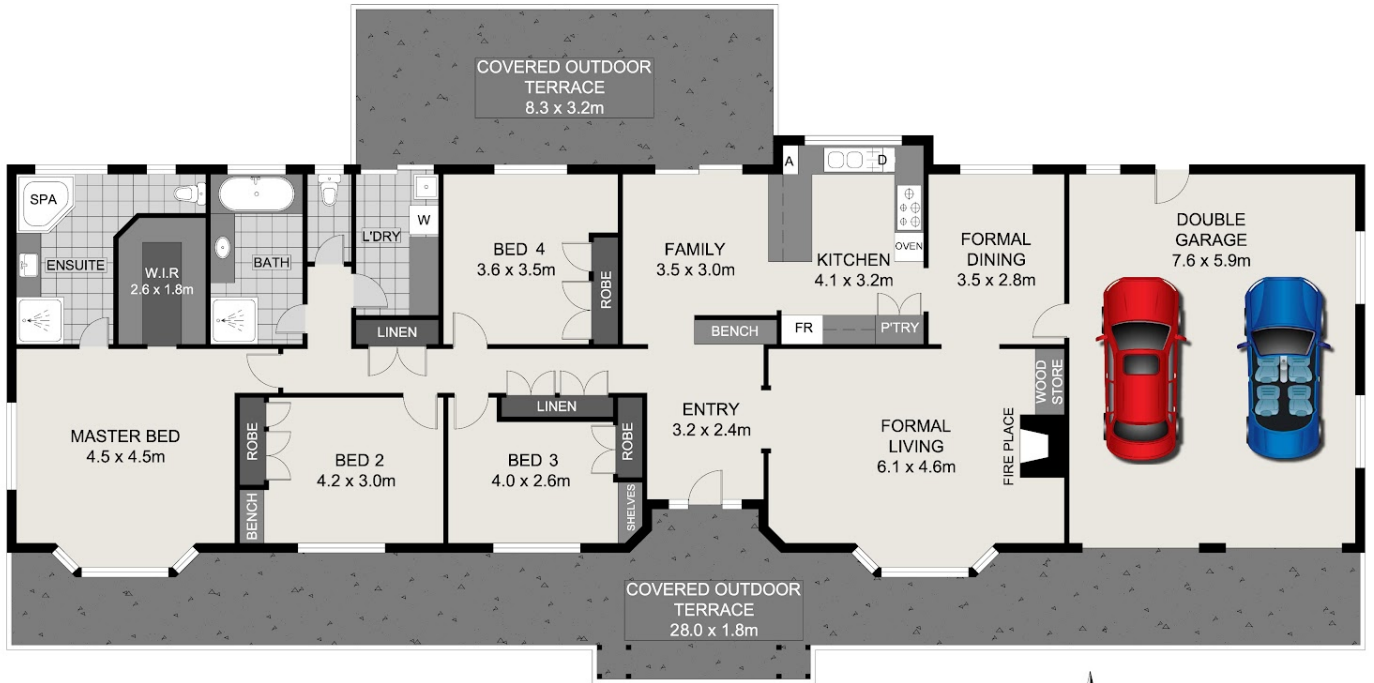 COVERED OUTDOOR
TERRACE
8.3 x 3.2m
A
D
SPA
W
DOUBLE
GARAGE
7.6 x 5.9m
L'DRY
BED 4
3.6 x 3.5m
FAMILY
3.5 x 3.0m
OVEN
FORMAL
DINING
3.5 x 2.8m
ENSUITE
W.I.R
2.6 x 1.8m
BATH
KITCHEN
4.1 x 3.2m
ROBE
LINEN
BENCH
FR
P'TRY
WOOD
STORE
LINEN
MASTER BED
4.5 x 4.5m
ROBE
BED 2
4.2 x 3.0m
BED 3
4.0 x 2.6m
ROBE
ENTRY
3.2 x 2.4m
FORMAL
LIVING
6.1 x 4.6m
FIRE PLACE
BENCH
SHELVES
COVERED OUTDOOR
TERRACE
28.0 x 1.8m